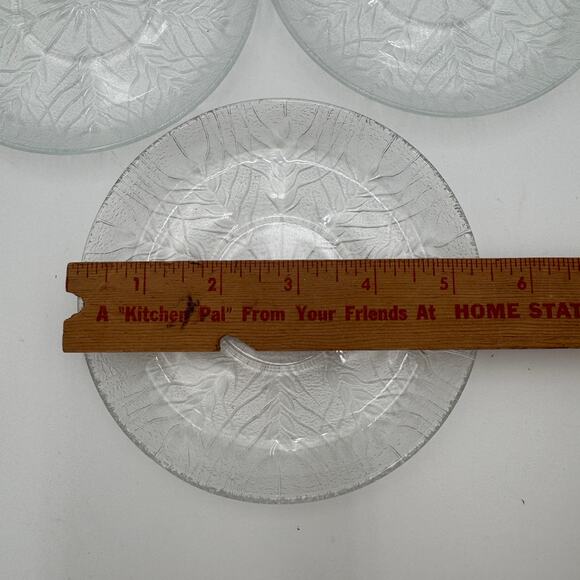 1 2 3 4 5 6
A "Kitchen Pal" From Your Friends At HOME STAT